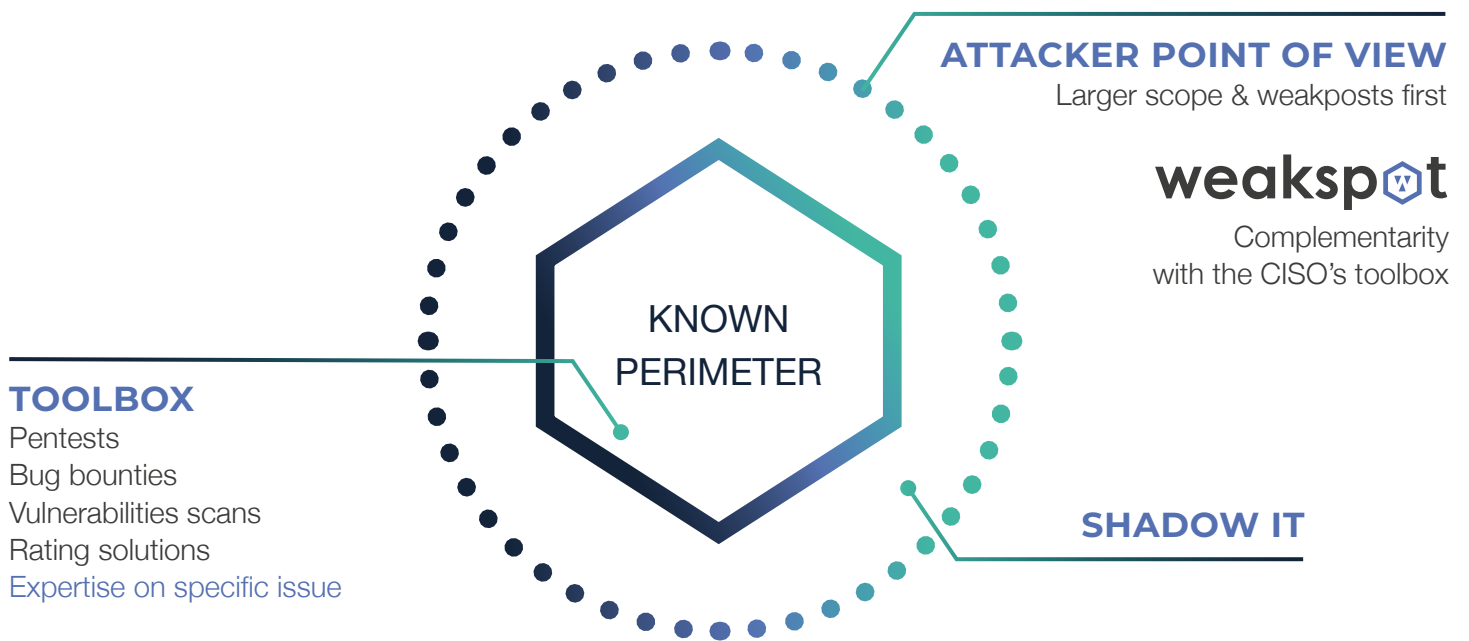 ATTACKER POINT OF VIEW
Larger scope & weakposts first
weakspot
Complementarity
with the CISO’s toolbox
KNOWN
PERIMETER
TOOLBOX
Pentests
Bug bounties
Vulnerabilities scans
Rating solutions
Expertise on specific issue
SHADOW IT